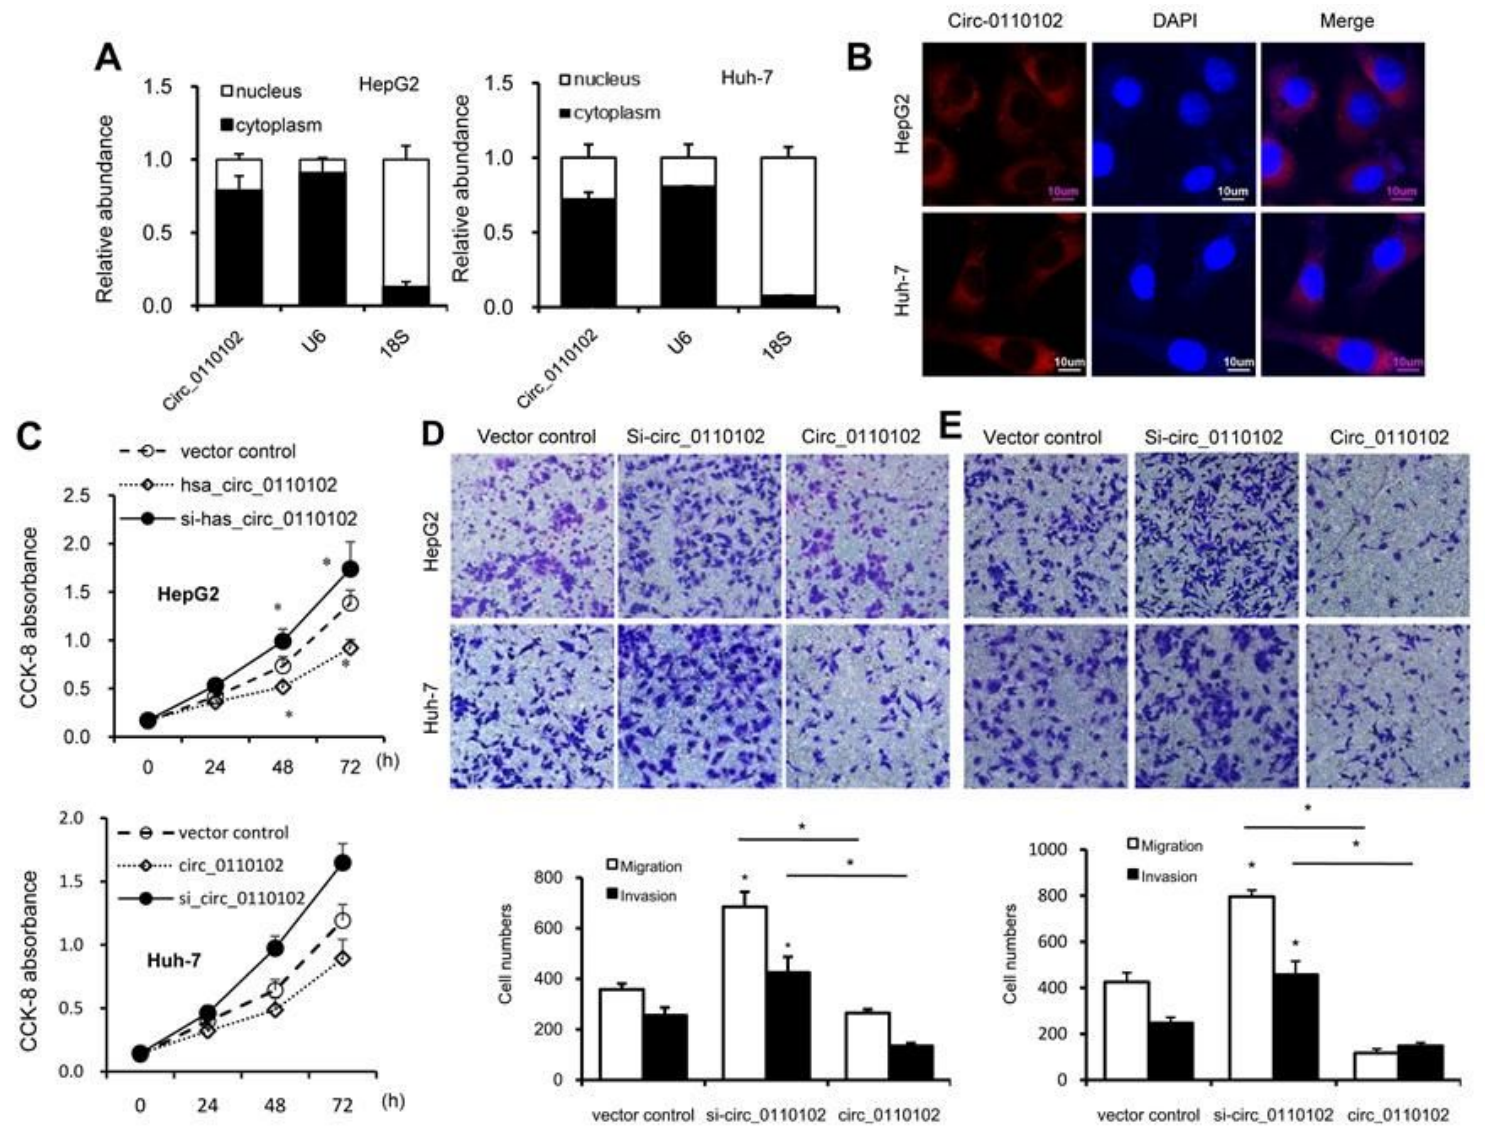 A
nucleus
cytoplasm
HepG2
Relative abundance
1.5
1.0
0.5
0.0
Circ_0110102
U6
18S
nucleus
cytoplasm
Huh-7
Relative abundance
1.5
1.0
0.5
0.0
Circ_0110102
U6
18S
B
Circ-0110102 DAPI Merge
HepG2
10um 10um 10um
Huh-7
10um 10um 10um
C
vector control
hsa_circ_0110102
si-has_circ_0110102
HepG2
CCK-8 absorbance
2.5
2.0
1.5
1.0
0.5
0.0
* * * *
0 24 48 72 (h)
vector control
circ_0110102
si_circ_0110102
Huh-7
CCK-8 absorbance
2.0
1.5
1.0
0.5
0.0
0 24 48 72 (h)
D
Vector control Si-circ_0110102 Circ_0110102
HepG2
Huh-7
Migration
Invasion
Cell numbers
800
600
400
200
0
* * * *
vector control si-circ_0110102 circ_0110102
E
Vector control Si-circ_0110102 Circ_0110102
Migration
Invasion
Cell numbers
1000
800
600
400
200
0
* * * *
vector control si-circ_0110102 circ_0110102